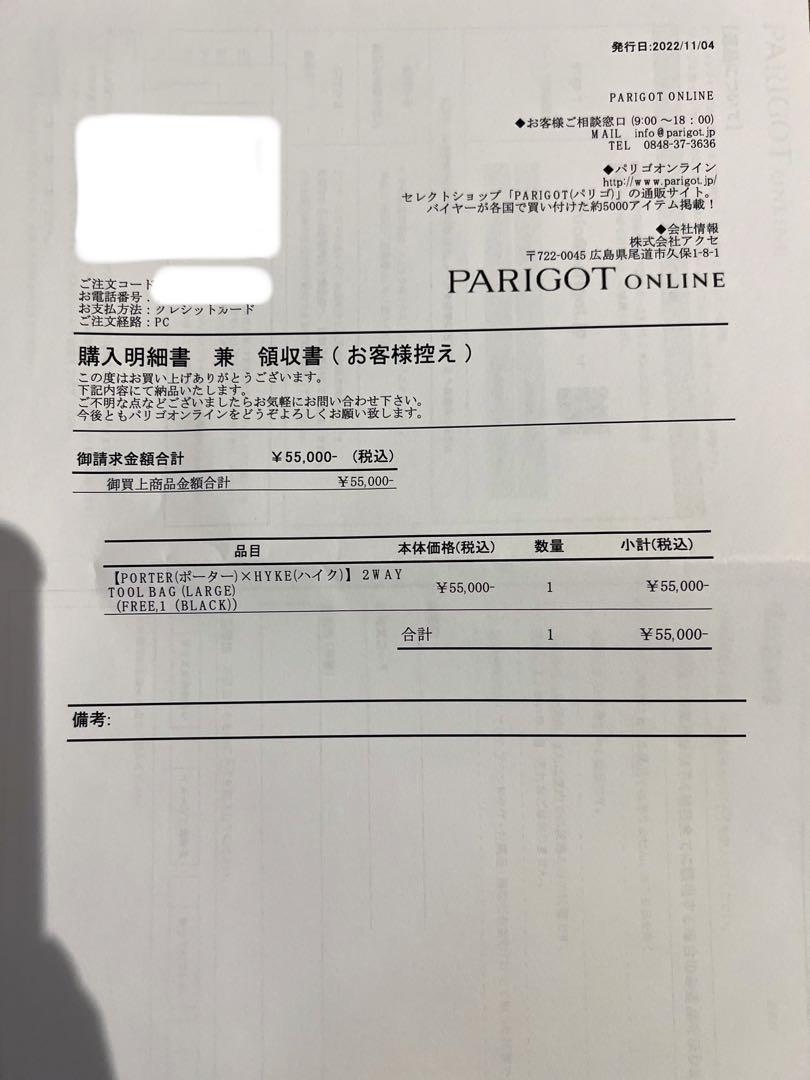 発行日:2022/11/04
PARIGOT ONLINE
◆お客様ご相談窓口 (9:00 ～18：00)
MAIL info@parigot.jp
TEL 0848-37-3636
◆パリゴオンライン
http://www.parigot.jp/
セレクトショップ「PARIGOT(パリゴ)」の通販サイト。
バイヤーが各国で買い付けた約5000アイテム掲載！
◆会社情報
株式会社アクセ
〒722-0045 広島県尾道市久保1-8-1
PARIGOT ONLINE
ご注文コード
お電話番号：
お支払方法：クレジットカード
ご注文経路：PC
購入明細書 兼 領収書（お客様控え）
この度はお買い上げありがとうございます。
下記内容にて納品いたします。
ご不明な点などございましたらお気軽にお問い合わせ下さい。
今後ともパリゴオンラインをどうぞよろしくお願い致します。
御請求金額合計 ￥55,000- (税込)
御買上商品金額合計 ￥55,000-
品目 本体価格(税込) 数量 小計(税込)
【PORTER(ポーター)×HYKE(ハイク)】2WAY
TOOL BAG (LARGE)
(FREE,1 (BLACK)) ￥55,000- 1 ￥55,000-
合計 1 ￥55,000-
備考: